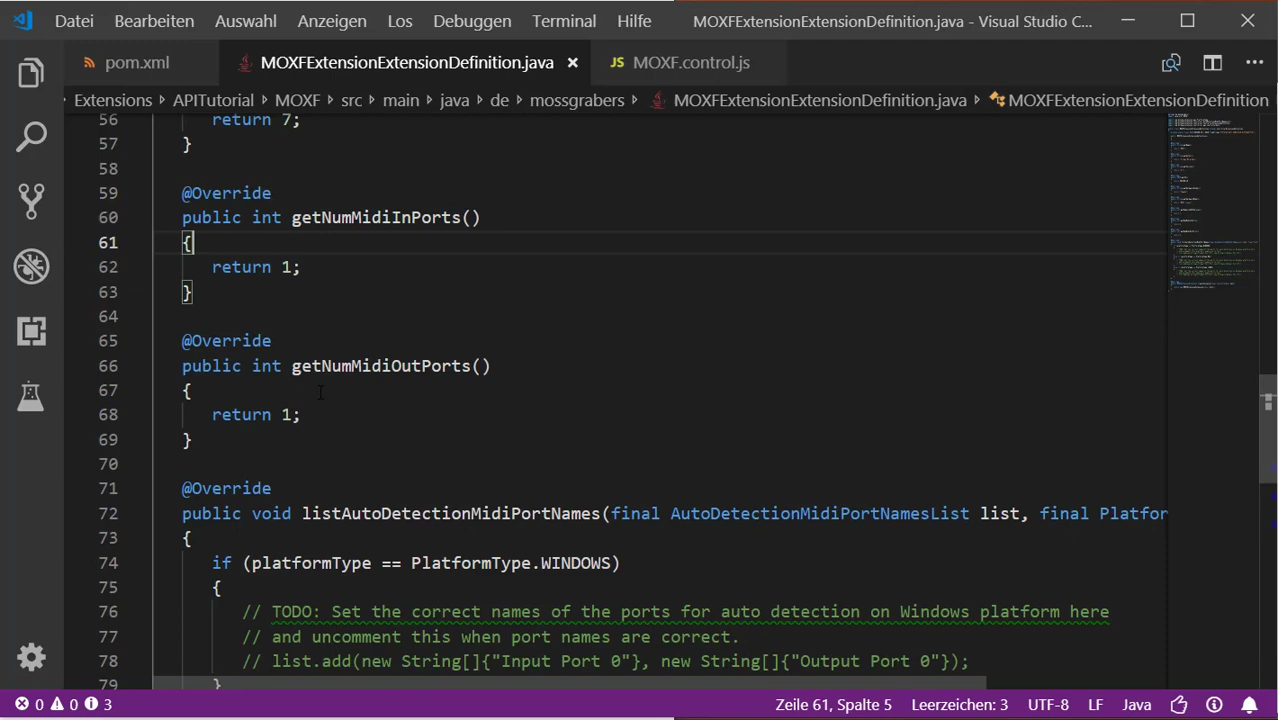 Datei Bearbeiten Auswahl Anzeigen Los Debuggen Terminal Hilfe MOXFExtensionExtensionDefinition.java - Visual Studio C...
pom.xml MOXFExtensionExtensionDefinition.java JS MOXF.control.js
Extensions > APITutorial > MOXF > src > main > java > de > mossgrabers > MOXFExtensionExtensionDefinition.java > MOXFExtensionExtensionDefinition
56 return 7;
57 }
58
59 @Override
60 public int getNumMidiInPorts()
61 {
62 return 1;
63 }
64
65 @Override
66 public int getNumMidiOutPorts()
67 {
68 return 1;
69 }
70
71 @Override
72 public void listAutoDetectionMidiPortNames(final AutoDetectionMidiPortNamesList list, final Platfor
73 {
74 if (platformType == PlatformType.WINDOWS)
75 {
76 // TODO: Set the correct names of the ports for auto detection on Windows platform here
77 // and uncomment this when port names are correct.
78 // list.add(new String[]{"Input Port 0"}, new String[]{"Output Port 0"});
79 }
0 0 3 Zeile 61, Spalte 5 Leerzeichen: 3 UTF-8 LF Java